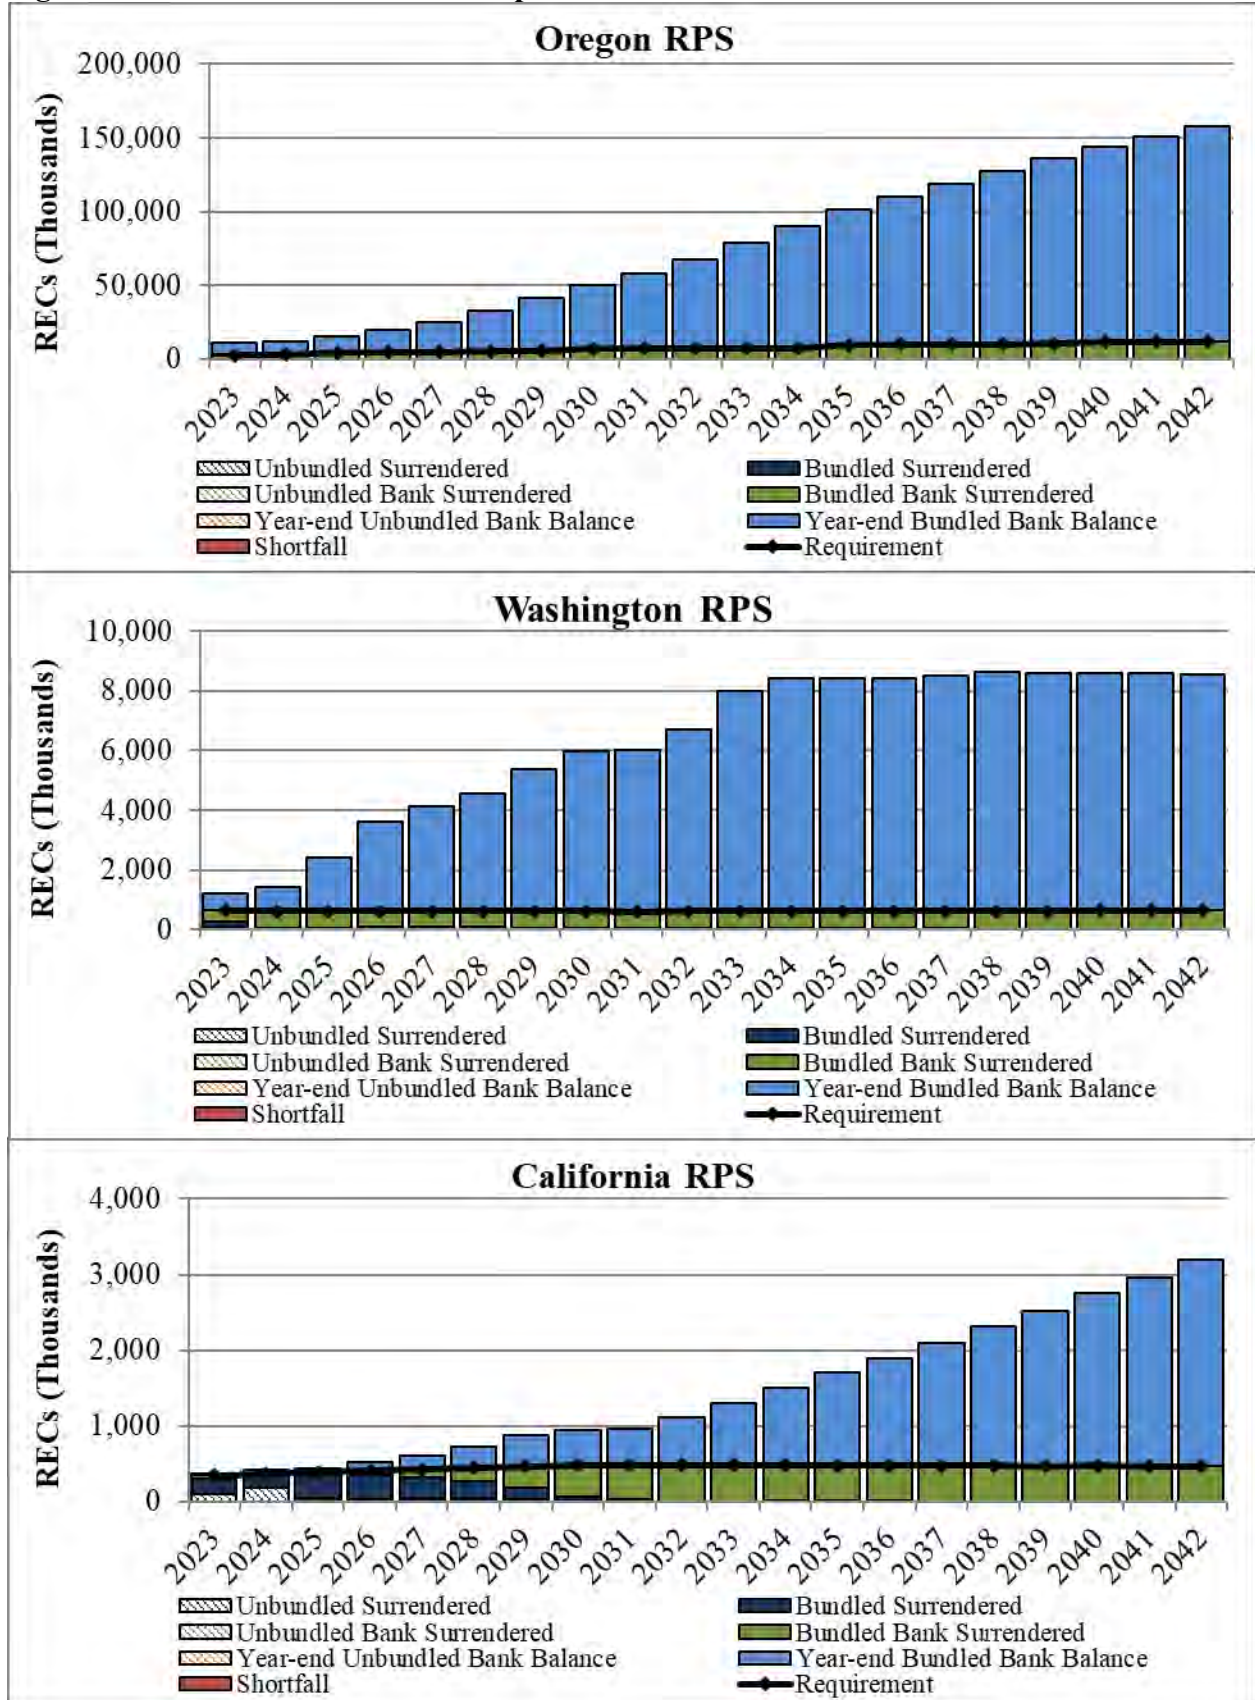 Oregon RPS
RECs (Thousands)
200,000
150,000
100,000
50,000
0
2023 2024 2025 2026 2027 2028 2029 2030 2031 2032 2033 2034 2035 2036 2037 2038 2039 2040 2041 2042
Unbundled Surrendered Bundled Surrendered
Unbundled Bank Surrendered Bundled Bank Surrendered
Year-end Unbundled Bank Balance Year-end Bundled Bank Balance
Shortfall Requirement
Washington RPS
RECs (Thousands)
10,000
8,000
6,000
4,000
2,000
0
2023 2024 2025 2026 2027 2028 2029 2030 2031 2032 2033 2034 2035 2036 2037 2038 2039 2040 2041 2042
Unbundled Surrendered Bundled Surrendered
Unbundled Bank Surrendered Bundled Bank Surrendered
Year-end Unbundled Bank Balance Year-end Bundled Bank Balance
Shortfall Requirement
California RPS
RECs (Thousands)
4,000
3,000
2,000
1,000
0
2023 2024 2025 2026 2027 2028 2029 2030 2031 2032 2033 2034 2035 2036 2037 2038 2039 2040 2041 2042
Unbundled Surrendered Bundled Surrendered
Unbundled Bank Surrendered Bundled Bank Surrendered
Year-end Unbundled Bank Balance Year-end Bundled Bank Balance
Shortfall Requirement